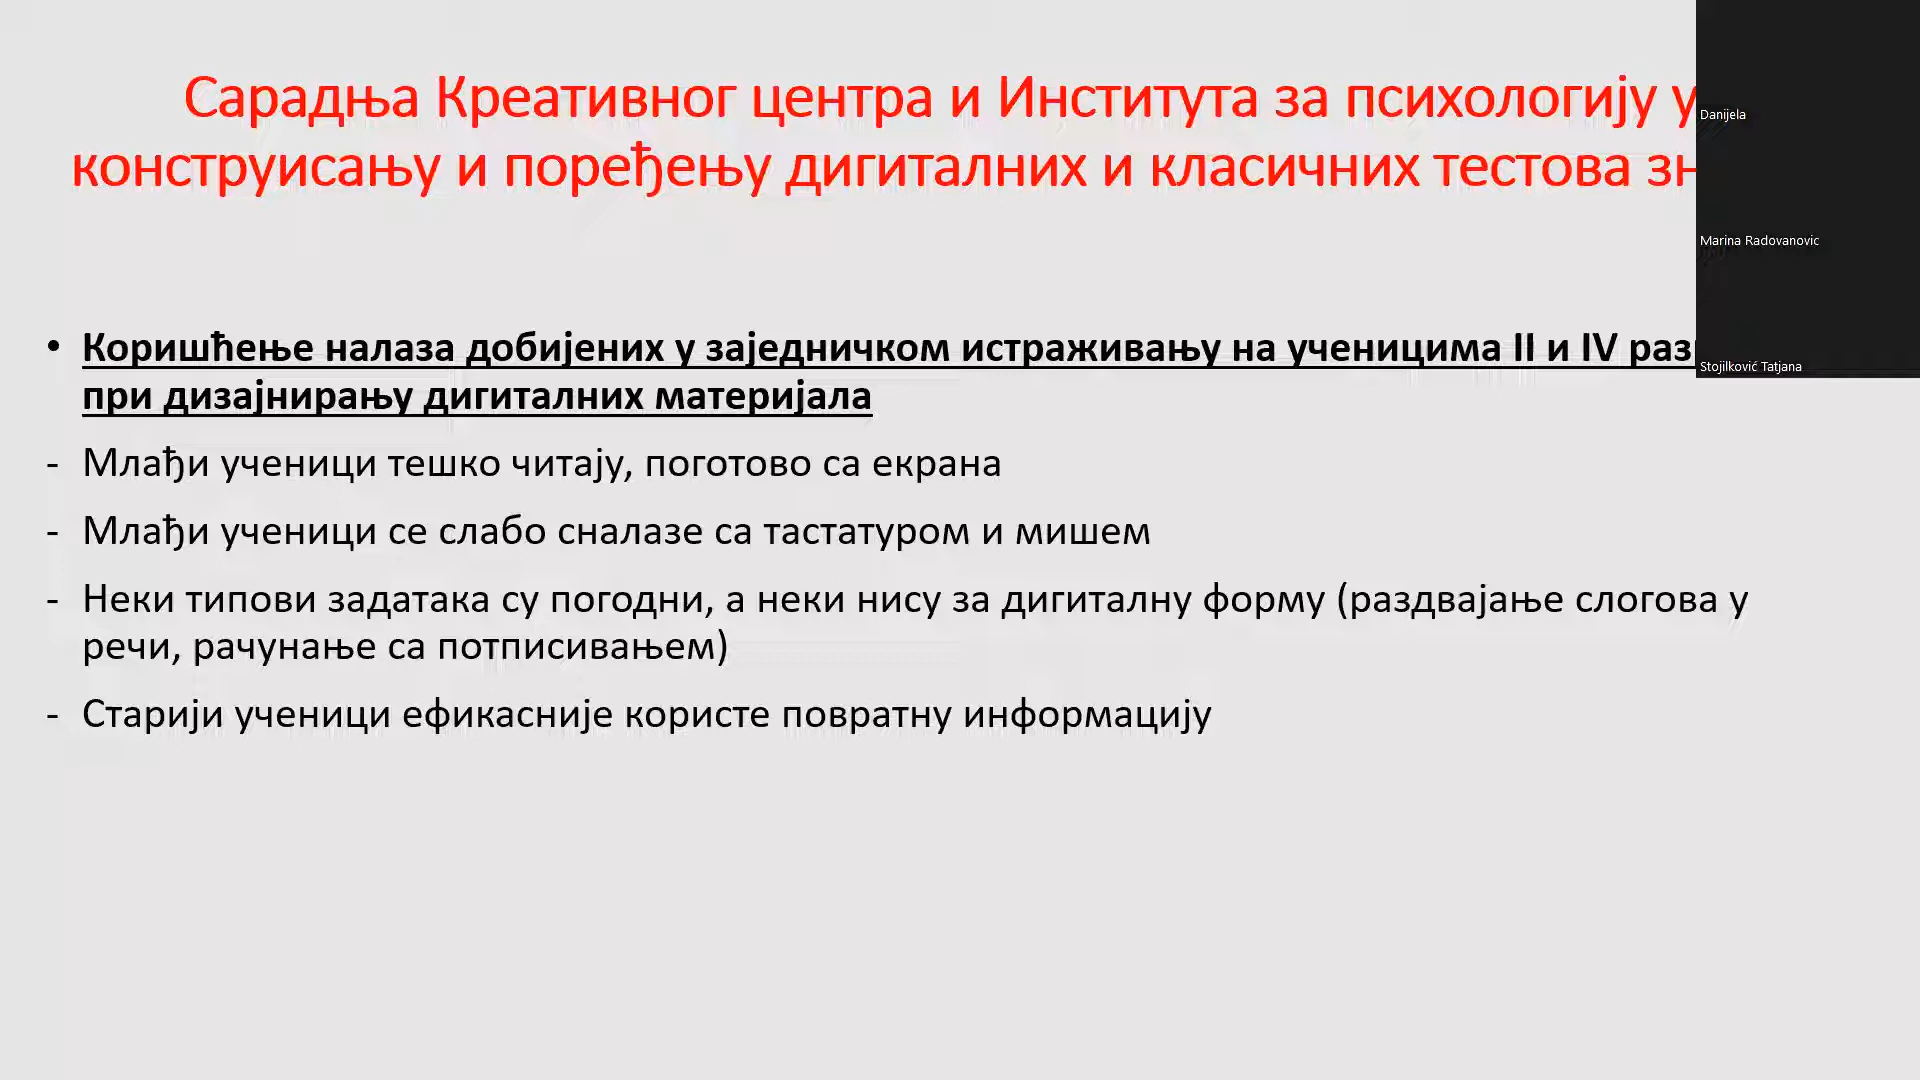 Сарадња Креативног центра и Института за психологију у
конструисању и поређењу дигиталних и класичних тестова
Danijela
Marina Radovanovic
• Коришћење налаза добијених у заједничком истраживању на ученицима II и IV
Stojilković Tatjana
при дизајнирању дигиталних материјала
- Млађи ученици тешко читају, поготово са екрана
- Млађи ученици се слабо сналазе са тастатуром и мишем
- Неки типови задатака су погодни, а неки нису за дигиталну форму (раздвајање слогова у
речи, рачунање са потписивањем)
- Старији ученици ефикасније користе повратну информацију